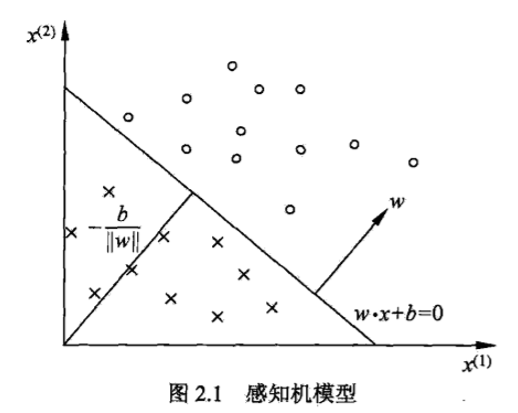 x(2)
w
-b/||w||
w·x+b=0
x(1)
图 2.1 感知机模型